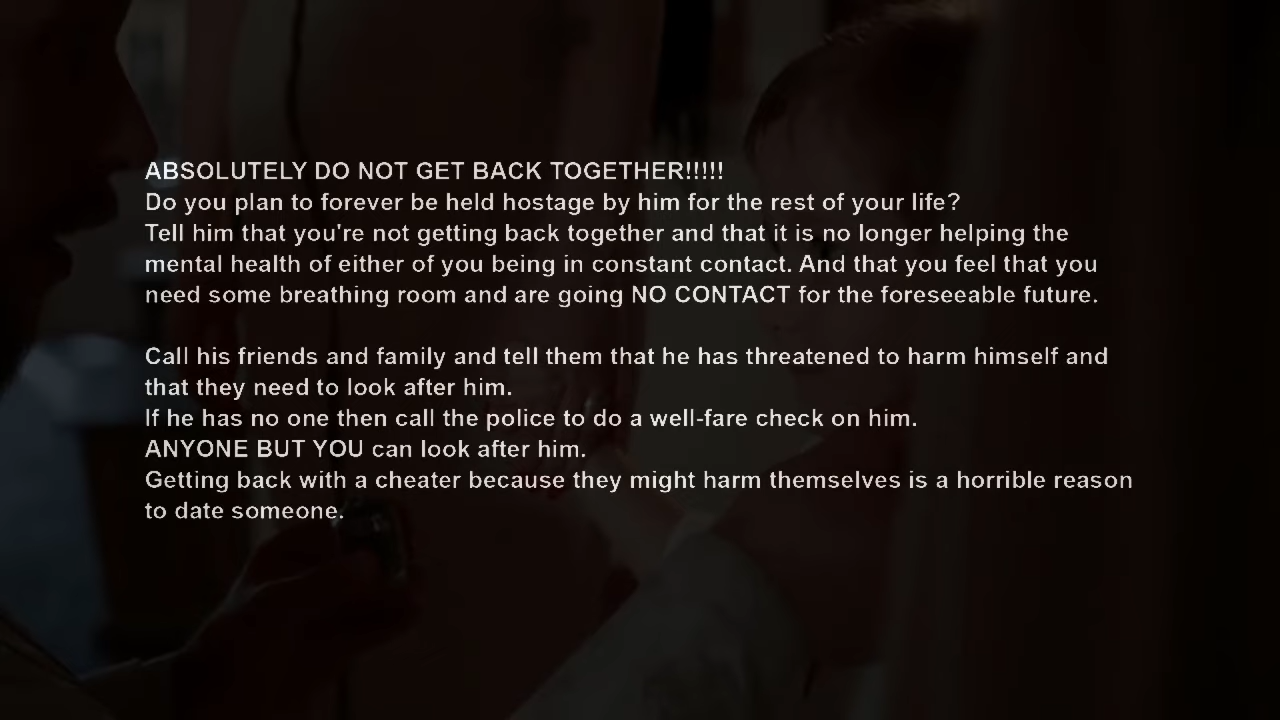 ABSOLUTELY DO NOT GET BACK TOGETHER!!!!!
Do you plan to forever be held hostage by him for the rest of your life?
Tell him that you're not getting back together and that it is no longer helping the
mental health of either of you being in constant contact. And that you feel that you
need some breathing room and are going NO CONTACT for the foreseeable future.
Call his friends and family and tell them that he has threatened to harm himself and
that they need to look after him.
If he has no one then call the police to do a well-fare check on him.
ANYONE BUT YOU can look after him.
Getting back with a cheater because they might harm themselves is a horrible reason
to date someone.